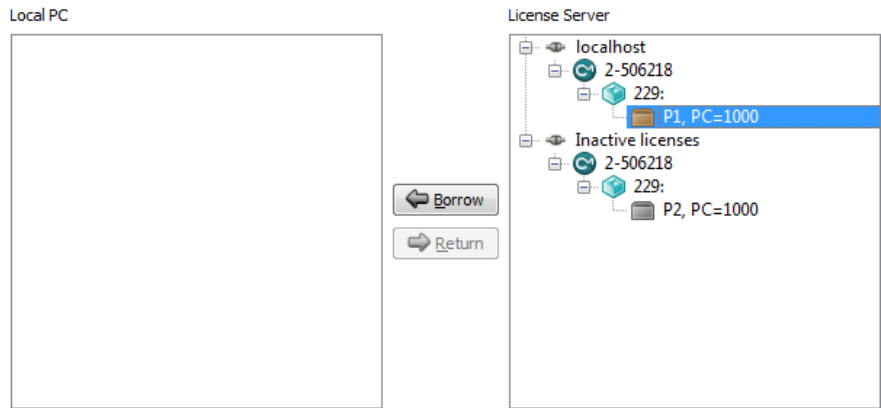 Local PC
License Server
localhost
2-506218
229:
P1, PC=1000
Inactive licenses
2-506218
229:
P2, PC=1000
Borrow
Return